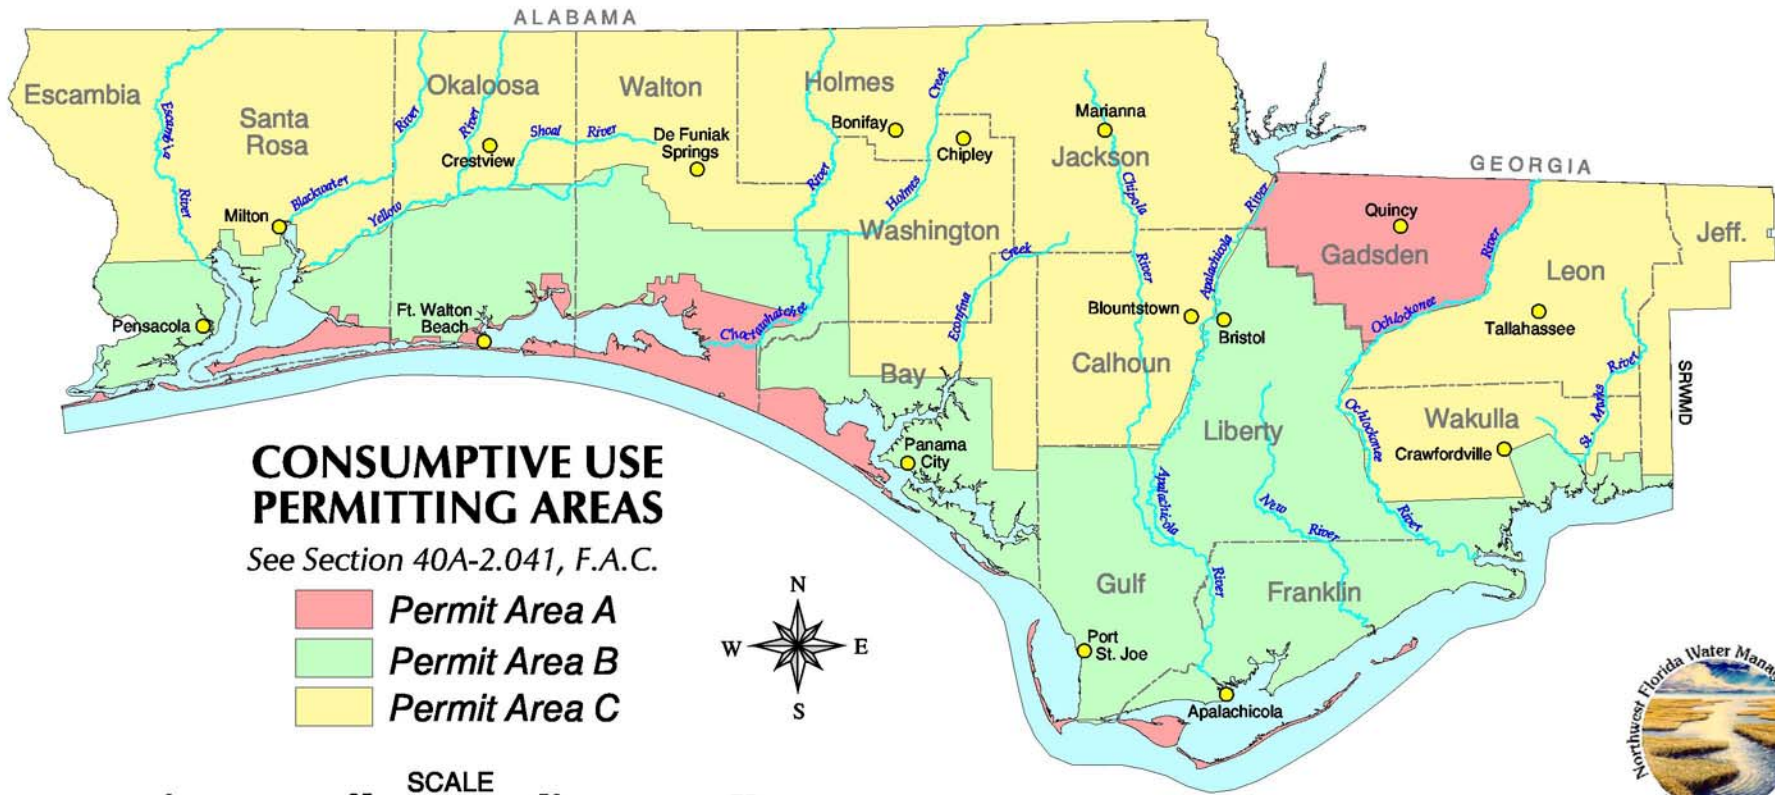 ALABAMA
Escambia
Santa
Rosa
Okaloosa
Walton
Holmes
Jackson
Washington
GEORGIA
Gadsden
Leon
Jeff.
Bay
Calhoun
Liberty
Wakulla
Gulf
Franklin
Escambia
River
Blackwater
River
River
Shoal River
Yellow
River
River
Choctawhatchee
Creek
Holmes
Econfina
Creek
Chipola
River
River
Apalachicola
Apalachicola
River
New
River
River
Ochlockonee
Ochlockonee
River
River
St. Marks
Milton
Pensacola
Crestview
De Funiak
Springs
Ft. Walton
Beach
Bonifay
Chipley
Marianna
Quincy
Blountstown
Bristol
Tallahassee
Crawfordville
Panama
City
Port
St. Joe
Apalachicola
SRWMD
CONSUMPTIVE USE
PERMITTING AREAS
See Section 40A-2.041, F.A.C.
Permit Area A
Permit Area B
Permit Area C
N
W E
S
SCALE
Northwest Florida Water